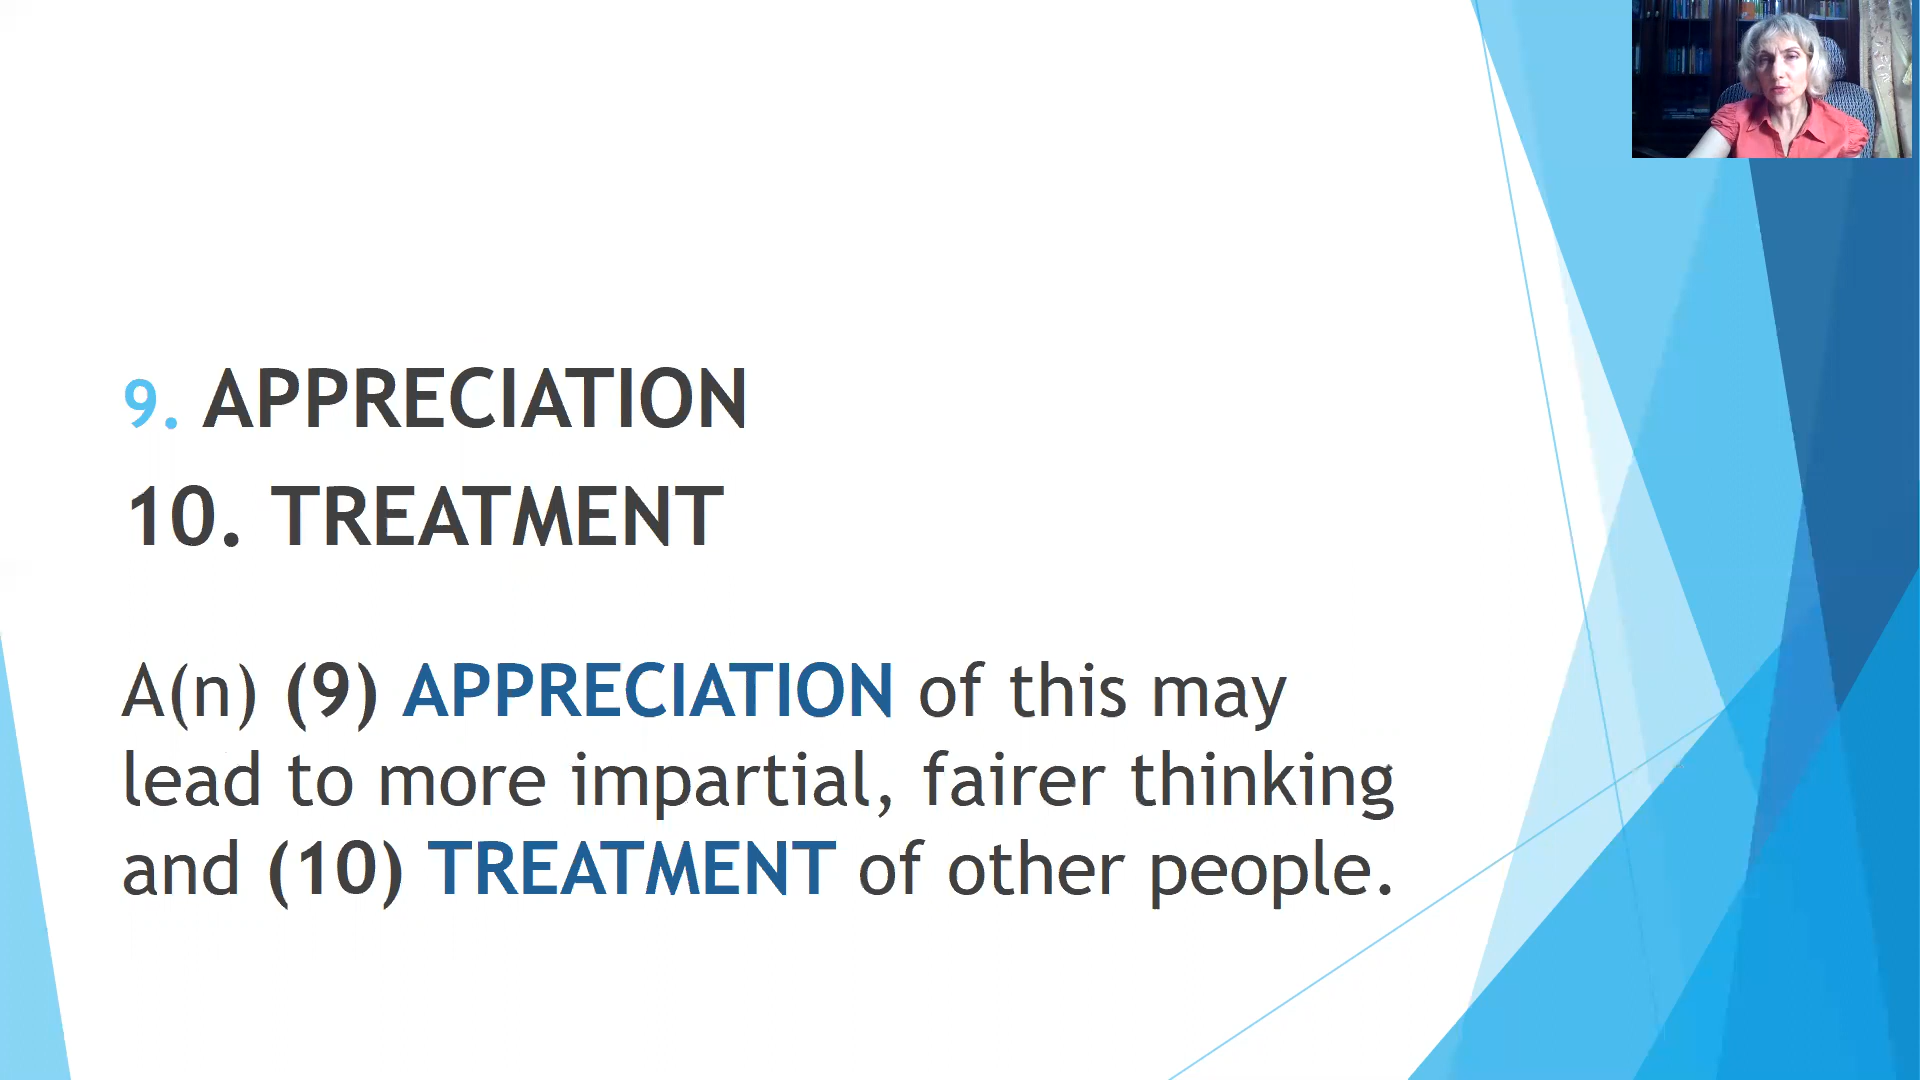 9. APPRECIATION
10. TREATMENT
A(n) (9) APPRECIATION of this may
lead to more impartial, fairer thinking
and (10) TREATMENT of other people.